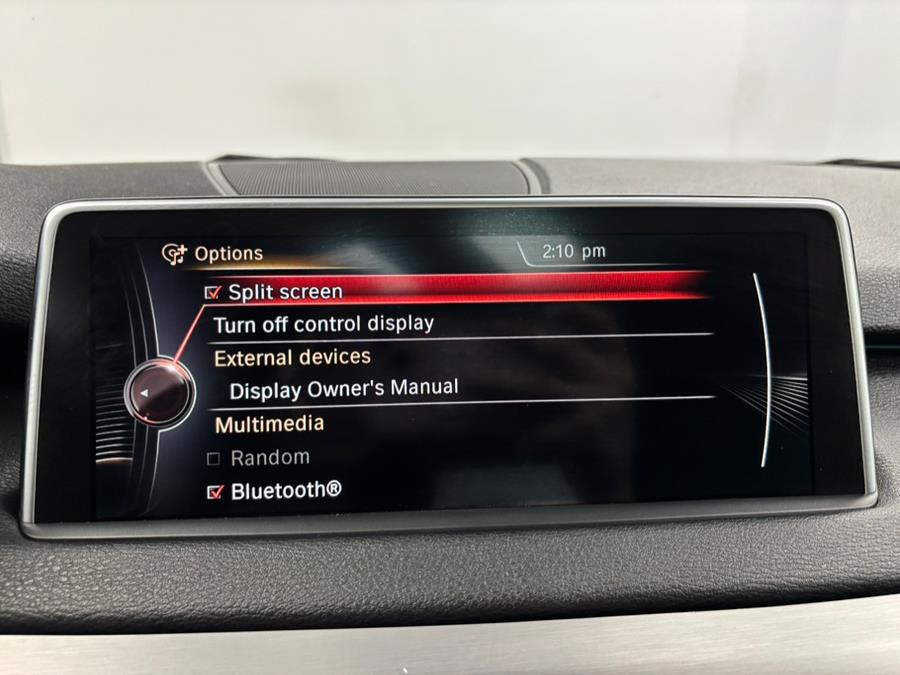 Options
2:10 pm
Split screen
Turn off control display
External devices
Display Owner's Manual
Multimedia
Random
Bluetooth®